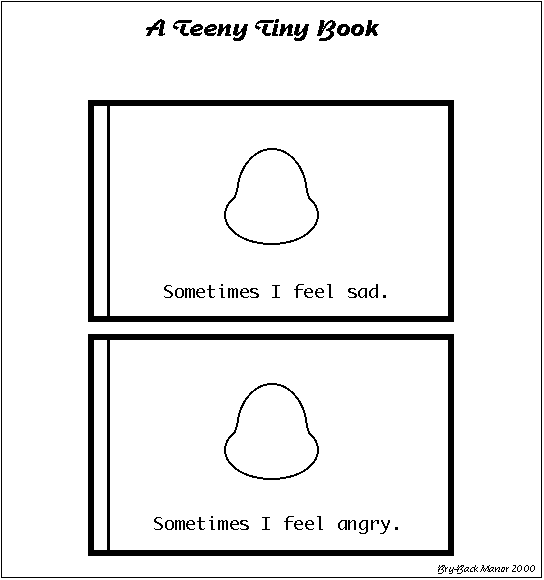 A Teeny Tiny Book
Sometimes I feel sad.
Sometimes I feel angry.
Bry-Back Manor 2000